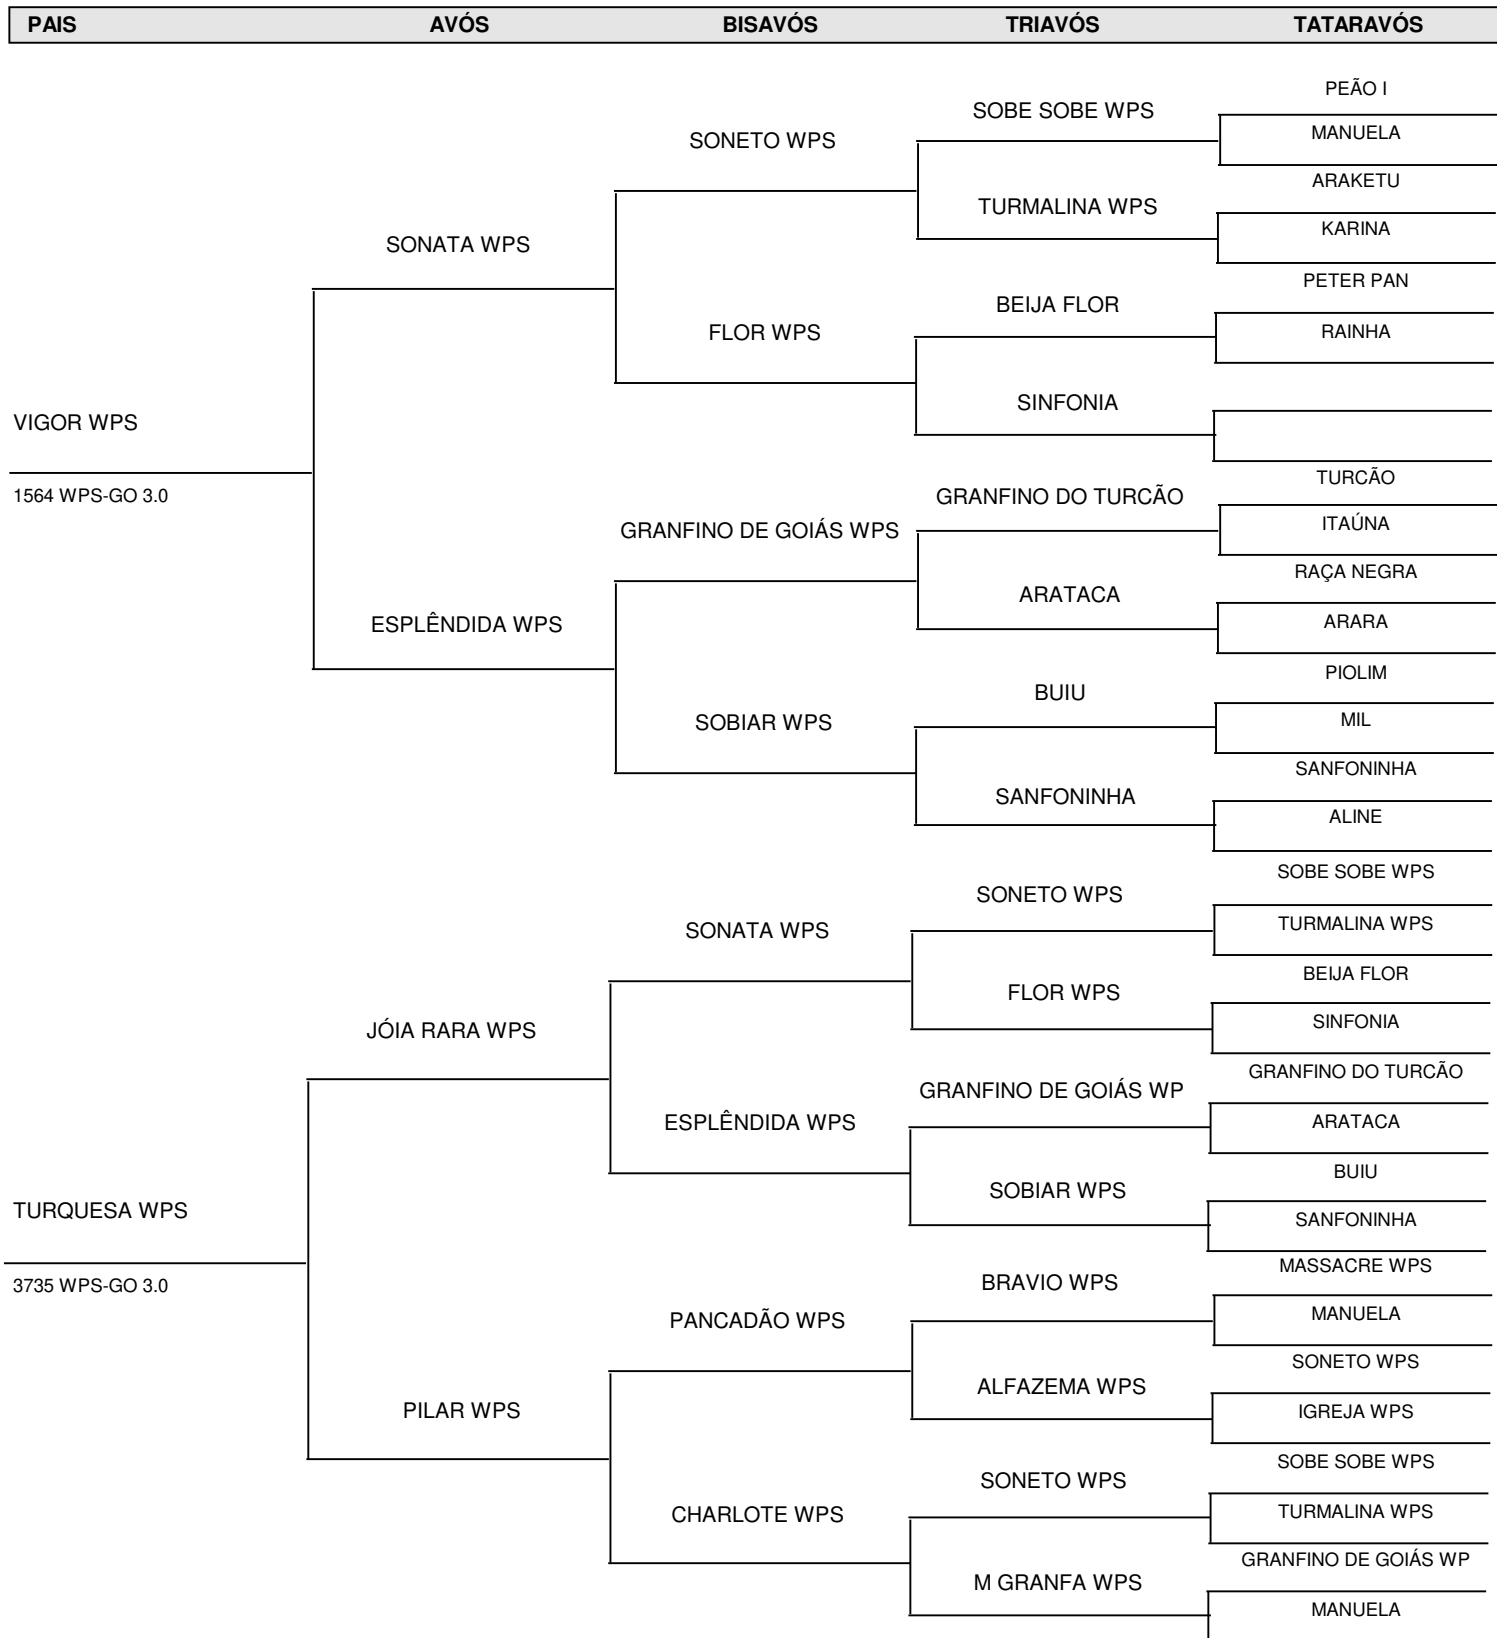 PAIS AVÓS BISAVÓS TRIAVÓS TATARAVÓS
PEÃO I
SOBE SOBE WPS
MANUELA
SONETO WPS
ARAKETU
TURMALINA WPS
KARINA
SONATA WPS
PETER PAN
BEIJA FLOR
RAINHA
FLOR WPS
SINFONIA
VIGOR WPS
1564 WPS-GO 3.0
TURCÃO
GRANFINO DO TURCÃO
ITAÚNA
GRANFINO DE GOIÁS WPS
RAÇA NEGRA
ARATACA
ARARA
ESPLÊNDIDA WPS
PIOLIM
BUIU
MIL
SOBIAR WPS
SANFONINHA
SANFONINHA
ALINE
SOBE SOBE WPS
SONETO WPS
TURMALINA WPS
SONATA WPS
BEIJA FLOR
FLOR WPS
SINFONIA
JÓIA RARA WPS
GRANFINO DO TURCÃO
GRANFINO DE GOIÁS WP
ARATACA
ESPLÊNDIDA WPS
BUIU
SOBIAR WPS
SANFONINHA
TURQUESA WPS
3735 WPS-GO 3.0
MASSACRE WPS
BRAVIO WPS
MANUELA
PANCADÃO WPS
SONETO WPS
ALFAZEMA WPS
IGREJA WPS
PILAR WPS
SOBE SOBE WPS
SONETO WPS
TURMALINA WPS
CHARLOTE WPS
GRANFINO DE GOIÁS WP
M GRANFA WPS
MANUELA